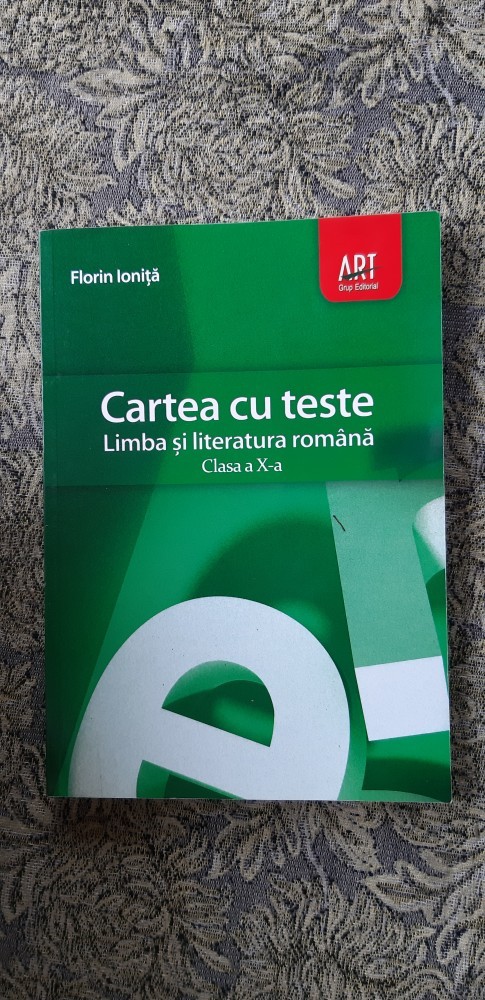 Florin Ioniță
ART
Grup Editorial
Cartea cu teste
Limba și literatura română
Clasa a X-a
e